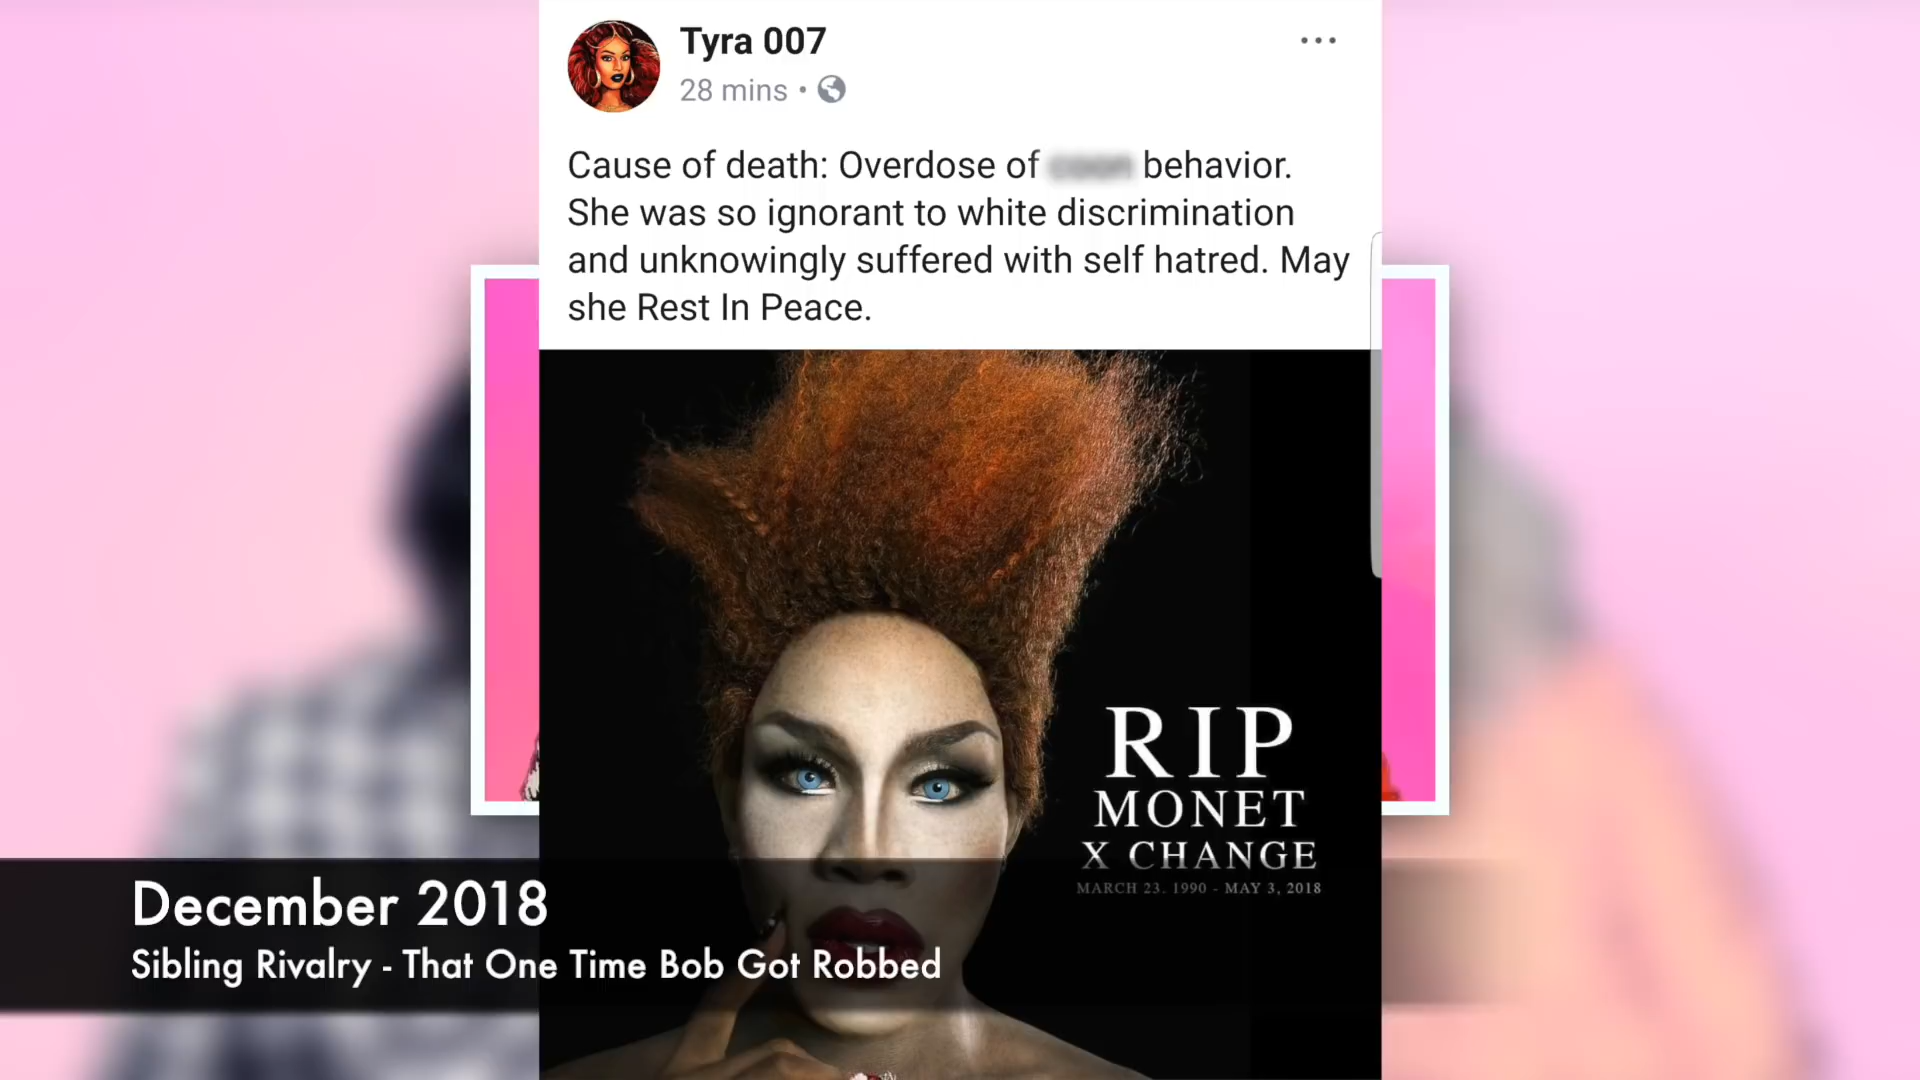 Tyra 007
28 mins •
Cause of death: Overdose of behavior.
She was so ignorant to white discrimination
and unknowingly suffered with self hatred. May
she Rest In Peace.
RIP
MONET
X CHANGE
MARCH 23. 1990 - MAY 3, 2018
December 2018
Sibling Rivalry - That One Time Bob Got Robbed